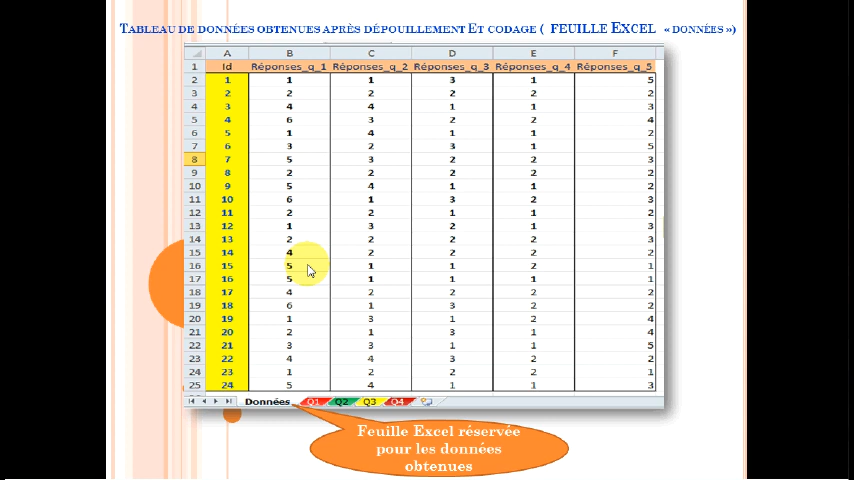 TABLEAU DE DONNÉES OBTENUES APRÈS DÉPOUILLEMENT ET CODAGE ( FEUILLE EXCEL « DONNÉES »)
A B C D E F
1 Id Réponses_q_1 Réponses_q_2 Réponses_q_3 Réponses_q_4 Réponses_q_5
2 1 1 1 3 1 5
3 2 2 2 2 2 2
4 3 4 4 1 1 3
5 4 6 3 2 2 4
6 5 1 4 1 1 2
7 6 3 2 3 1 5
8 7 5 3 2 2 3
9 8 2 2 2 2 2
10 9 5 4 1 1 2
11 10 6 1 3 2 3
12 11 2 2 1 1 2
13 12 1 3 2 1 3
14 13 2 2 2 2 3
15 14 4 2 2 2 2
16 15 5 1 1 2 1
17 16 5 1 1 1 1
18 17 4 2 2 2 2
19 18 6 1 3 2 2
20 19 1 3 1 2 4
21 20 2 1 3 1 4
22 21 3 3 1 1 5
23 22 4 4 3 2 2
24 23 1 2 2 2 1
25 24 5 4 1 1 3
Données Q1 Q2 Q3 Q4
Feuille Excel réservée
pour les données
obtenues